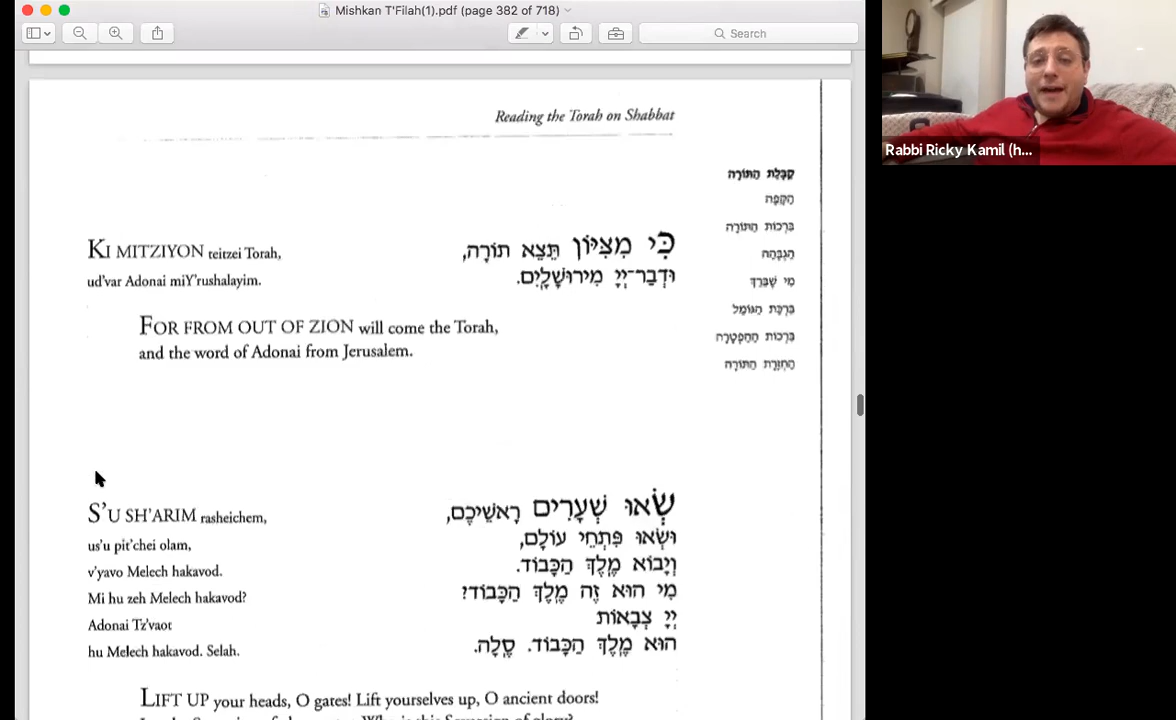 Mishkan T'Filah(1).pdf (page 382 of 718)
Search
Reading the Torah on Shabbat
קַבָּלַת הַתּוֹרָה
הַקָּפָה
בִּרְכוֹת הַתּוֹרָה
הַגְבָּהָה
מִי שֶׁבֵּרַךְ
בִּרְכַּת הַגּוֹמֵל
בִּרְכוֹת הַהַפְטָרָה
הַחְזָרַת הַתּוֹרָה
KI MITZIYON teitzei Torah,
ud'var Adonai miY'rushalayim.
כִּי מִצִּיּוֹן תֵּצֵא תוֹרָה,
וּדְבַר־יְיָ מִירוּשָׁלָיִם.
FOR FROM OUT OF ZION will come the Torah,
and the word of Adonai from Jerusalem.
S'U SH'ARIM rasheichem,
us'u pit'chei olam,
v'yavo Melech hakavod.
Mi hu zeh Melech hakavod?
Adonai Tz'vaot
hu Melech hakavod. Selah.
שְׂאוּ שְׁעָרִים רָאשֵׁיכֶם,
וּשְׂאוּ פִּתְחֵי עוֹלָם,
וְיָבוֹא מֶלֶךְ הַכָּבוֹד.
מִי הוּא זֶה מֶלֶךְ הַכָּבוֹד?
יְיָ צְבָאוֹת
הוּא מֶלֶךְ הַכָּבוֹד. סֶלָה.
LIFT UP your heads, O gates! Lift yourselves up, O ancient doors!
Rabbi Ricky Kamil (h...